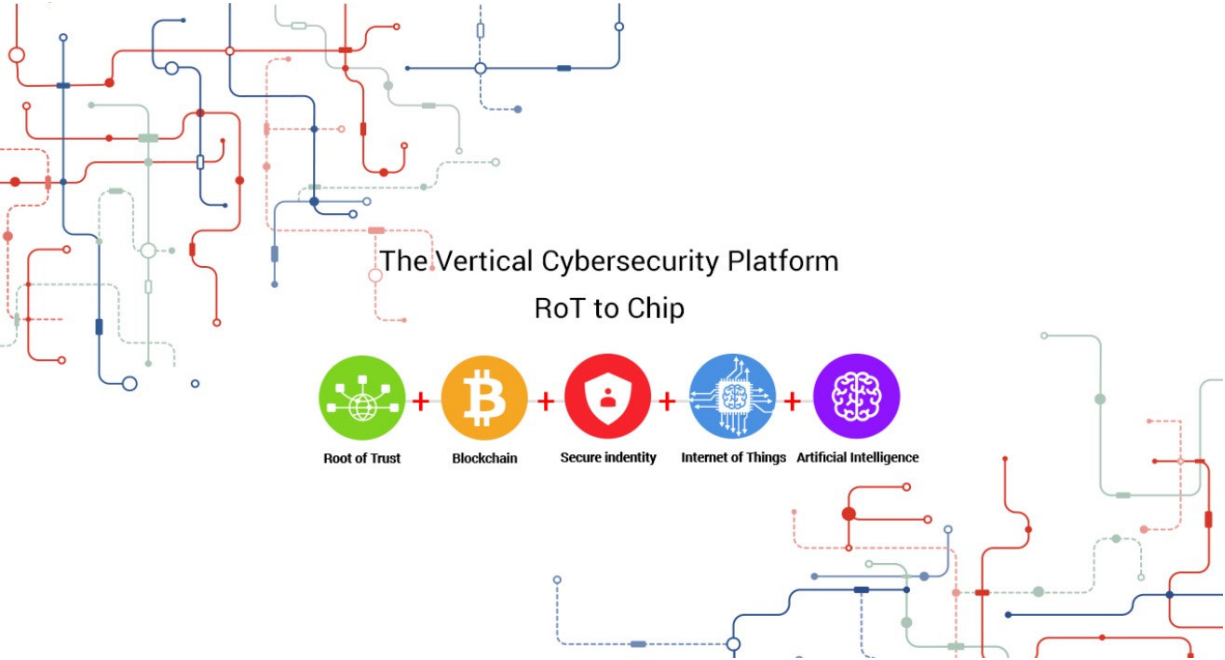 The Vertical Cybersecurity Platform
RoT to Chip
Root of Trust
Blockchain
Secure indentity
Internet of Things
Artificial Intelligence